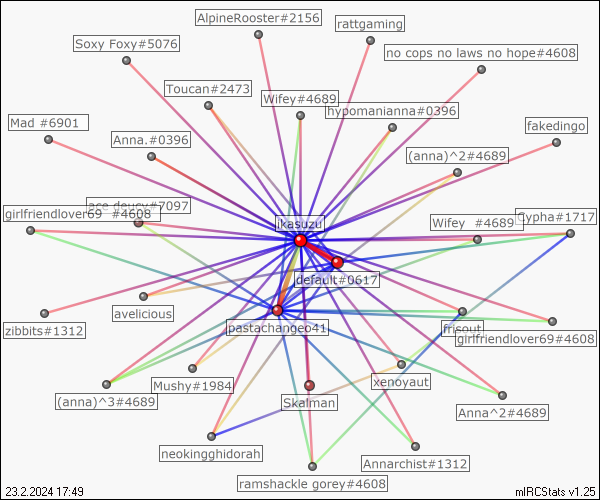 AlpineRooster#2156
rattgaming
Soxy Foxy#5076
no cops no laws no hope#4608
Toucan#2473
Wifey#4689
hypomanianna#0396
Mad #6901
Anna.#0396
fakedingo
(anna)^2#4689
ace deucy#7097
girlfriendlover69 #4608
Ikasuzu
Wifey #4689
Cypha#1717
default#0617
avelicious
zibbits#1312
pastachangeo41
frisout
girlfriendlover69#4608
(anna)^3#4689
Mushy#1984
xenoyaut
Skalman
Anna^2#4689
neokingghidorah
Annarchist#1312
ramshackle gorey#4608
23.2.2024 17:49
mIRCStats v1.25